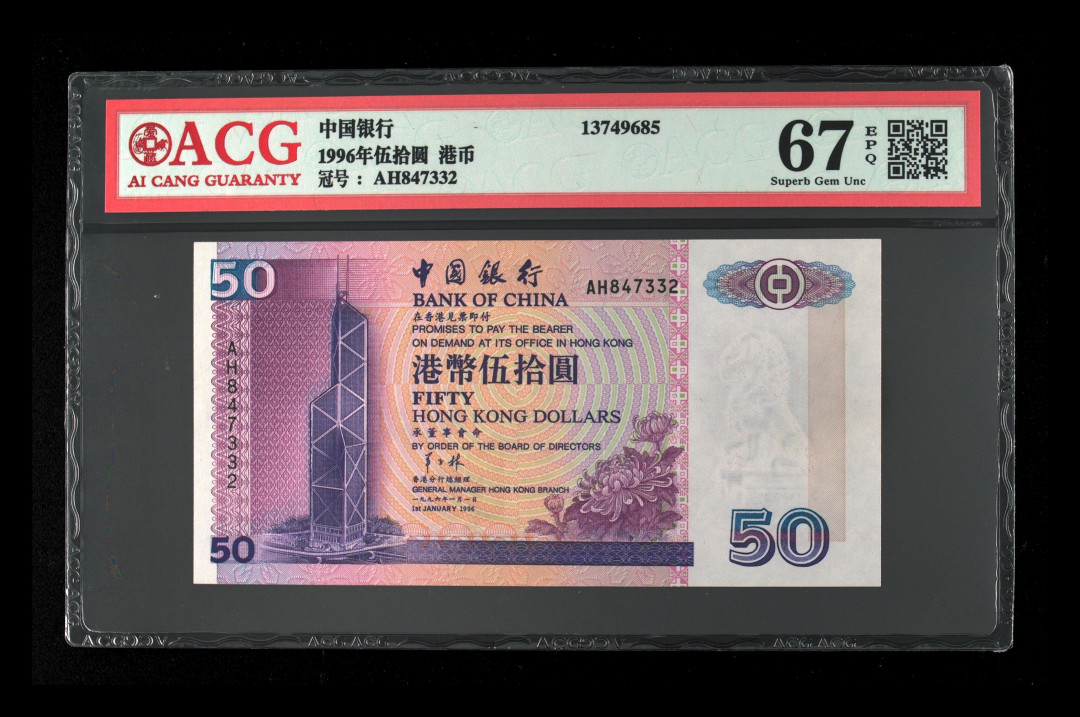 ACG
AI CANG GUARANTY
中国银行
1996年伍拾圆 港币
冠号：AH847332
13749685
67
EPQ
Superb Gem Unc
50
中國銀行
AH847332
BANK OF CHINA
在香港見票即付
PROMISES TO PAY THE BEARER
ON DEMAND AT ITS OFFICE IN HONG KONG
港幣伍拾圓
FIFTY
HONG KONG DOLLARS
承董事會命
BY ORDER OF THE BOARD OF DIRECTORS
香港分行總經理
GENERAL MANAGER HONG KONG BRANCH
一九九六年一月一日
1st JANUARY 1996
AH847332
50
50